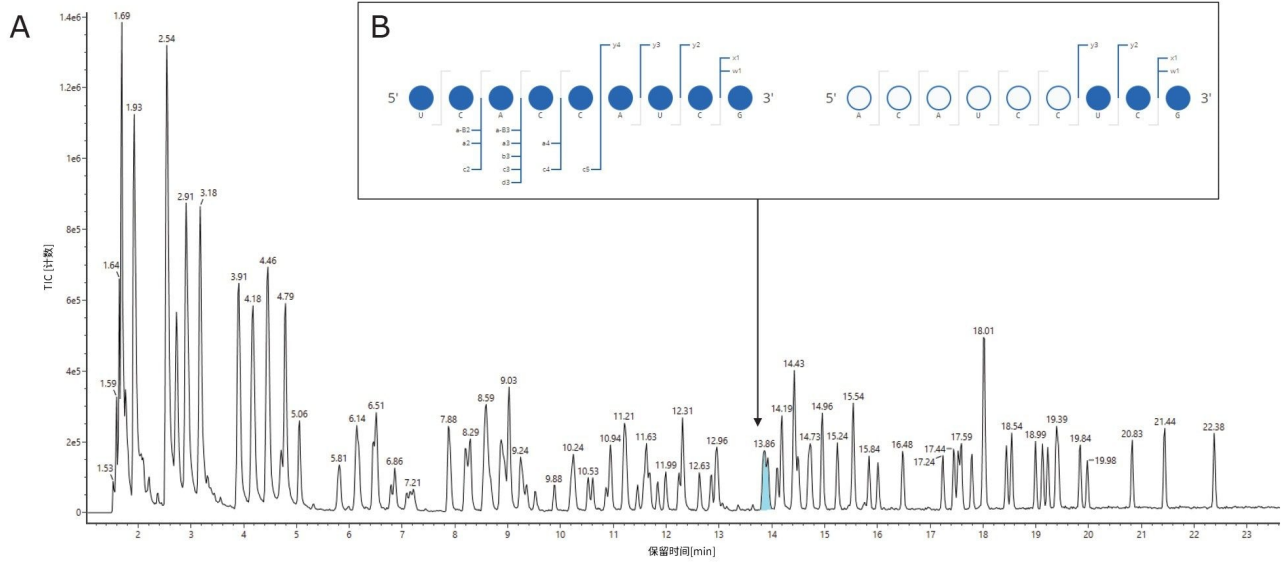 A
B
5' U C A C C A U C G 3'
y4 y3 y2 x1 w1
a-B2 a2 c2
a-B3 a3 b3 c3 d3
a4 c4 c5
5' A C A U C C U C G 3'
y3 y2 x1 w1
TIC [计数]
1.4e6
1.2e6
1e6
8e5
6e5
4e5
2e5
0
1.53 1.59 1.64 1.69 1.93 2.54 2.91 3.18 3.91 4.18 4.46 4.79 5.06 5.81 6.14 6.51 6.86 7.21 7.88 8.29 8.59 9.03 9.24 9.88 10.24 10.53 10.94 11.21 11.63 11.99 12.31 12.63 12.96 13.86 14.19 14.43 14.73 14.96 15.24 15.54 15.84 16.48 17.24 17.44 17.59 18.01 18.54 18.99 19.39 19.84 19.98 20.83 21.44 22.38
2 3 4 5 6 7 8 9 10 11 12 13 14 15 16 17 18 19 20 21 22 23
保留时间[min]